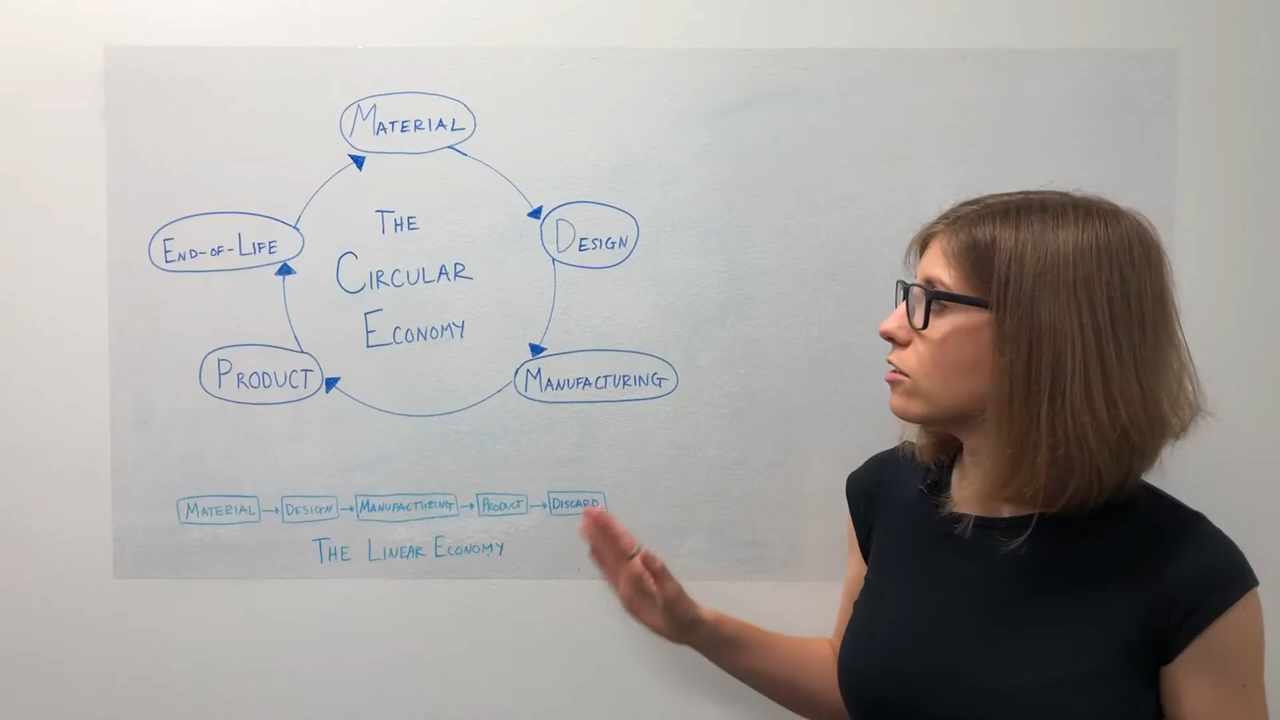 MATERIAL
DESIGN
END-OF-LIFE
THE
CIRCULAR
ECONOMY
PRODUCT
MANUFACTURING
MATERIAL → DESIGN → MANUFACTURING → PRODUCT → DISCARD
THE LINEAR ECONOMY